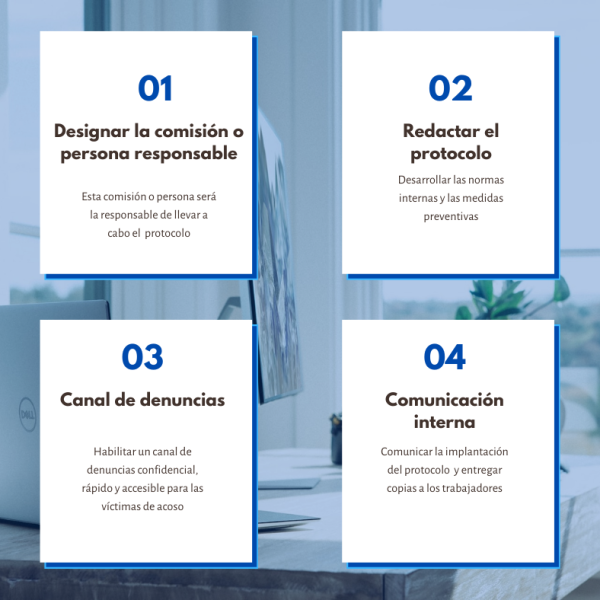 01
Designar la comisión o
persona responsable
Esta comisión o persona será
la responsable de llevar a
cabo el protocolo
02
Redactar el
protocolo
Desarrollar las normas
internas y las medidas
preventivas
03
Canal de denuncias
Habilitar un canal de
denuncias confidencial,
rápido y accesible para las
víctimas de acoso
04
Comunicación
interna
Comunicar la implantación
del protocolo y entregar
copias a los trabajadores
DELL